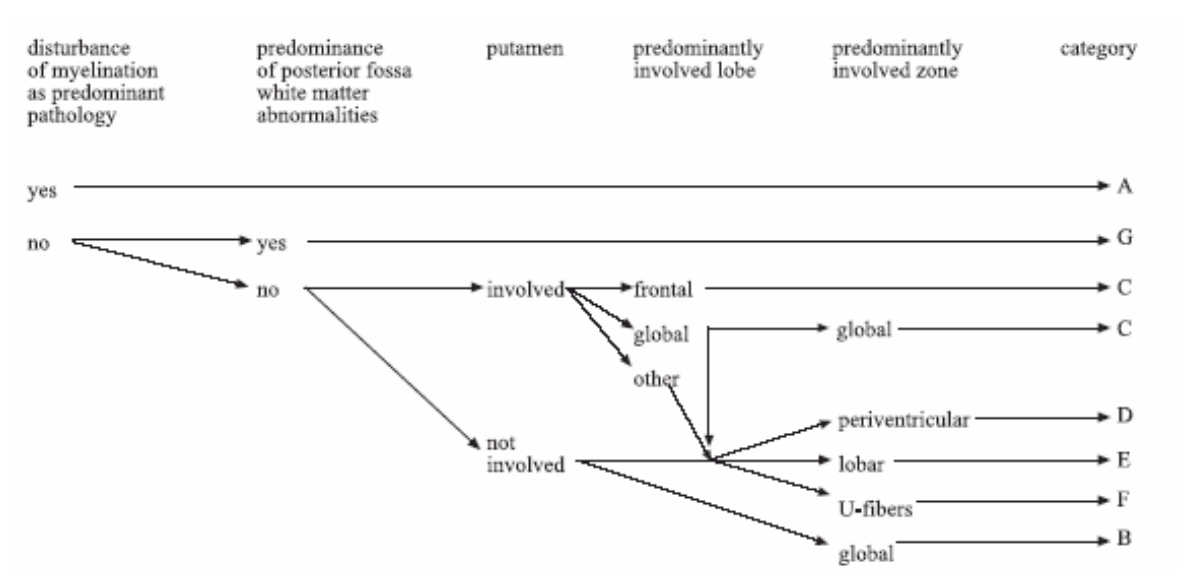 disturbance
of myelination
as predominant
pathology
predominance
of posterior fossa
white matter
abnormalities
putamen
predominantly
involved lobe
predominantly
involved zone
category
yes
A
no
yes
G
no
involved
frontal
C
global
global
C
other
periventricular
D
not
involved
lobar
E
U-fibers
F
global
B